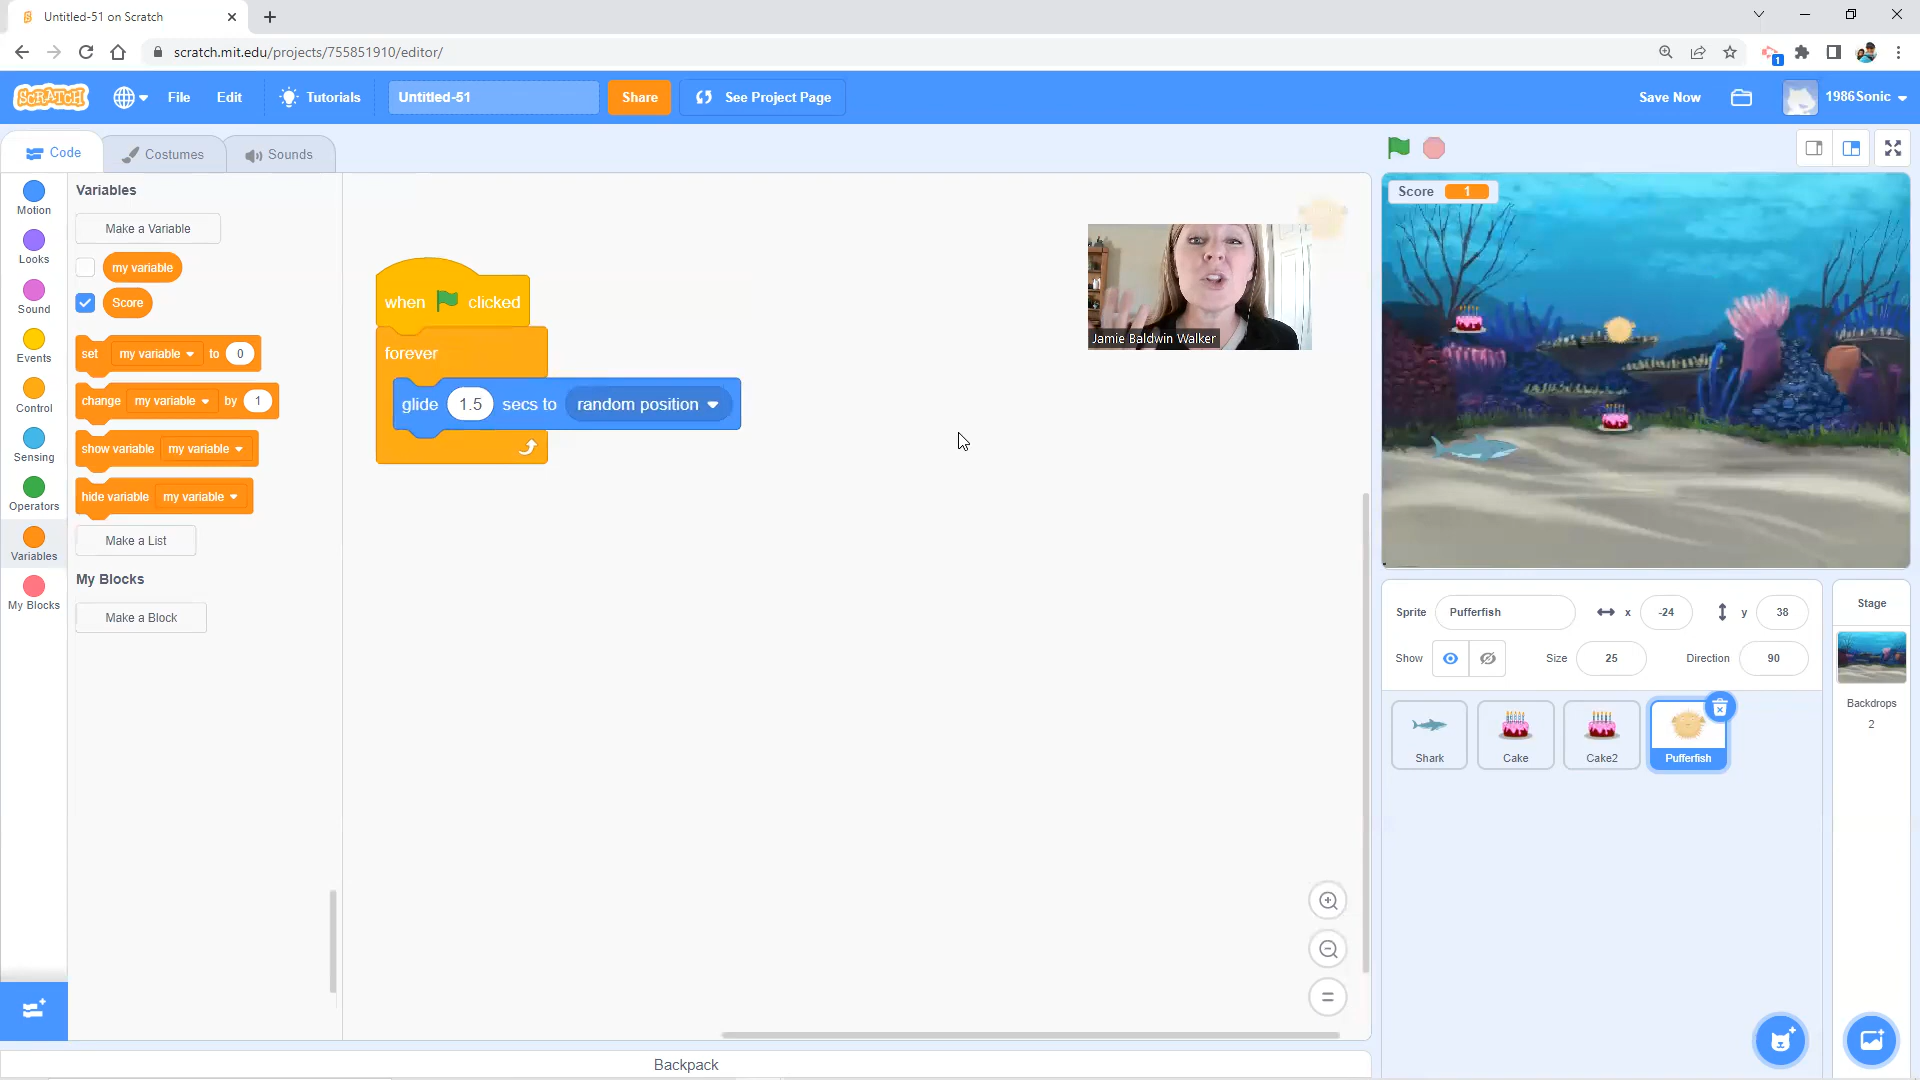 Untitled-51 on Scratch
scratch.mit.edu/projects/755851910/editor/
1
SCRATCH
File
Edit
Tutorials
Untitled-51
Share
See Project Page
Save Now
1986Sonic
Code
Costumes
Sounds
Motion
Looks
Sound
Events
Control
Sensing
Operators
Variables
My Blocks
Variables
Make a Variable
my variable
Score
set my variable to 0
change my variable by 1
show variable my variable
hide variable my variable
Make a List
My Blocks
Make a Block
when clicked
forever
glide 1.5 secs to random position
Jamie Baldwin Walker
Score 1
Sprite Pufferfish x -24 y 38
Show Size 25 Direction 90
Shark
Cake
Cake2
Pufferfish
Stage
Backdrops
2
Backpack